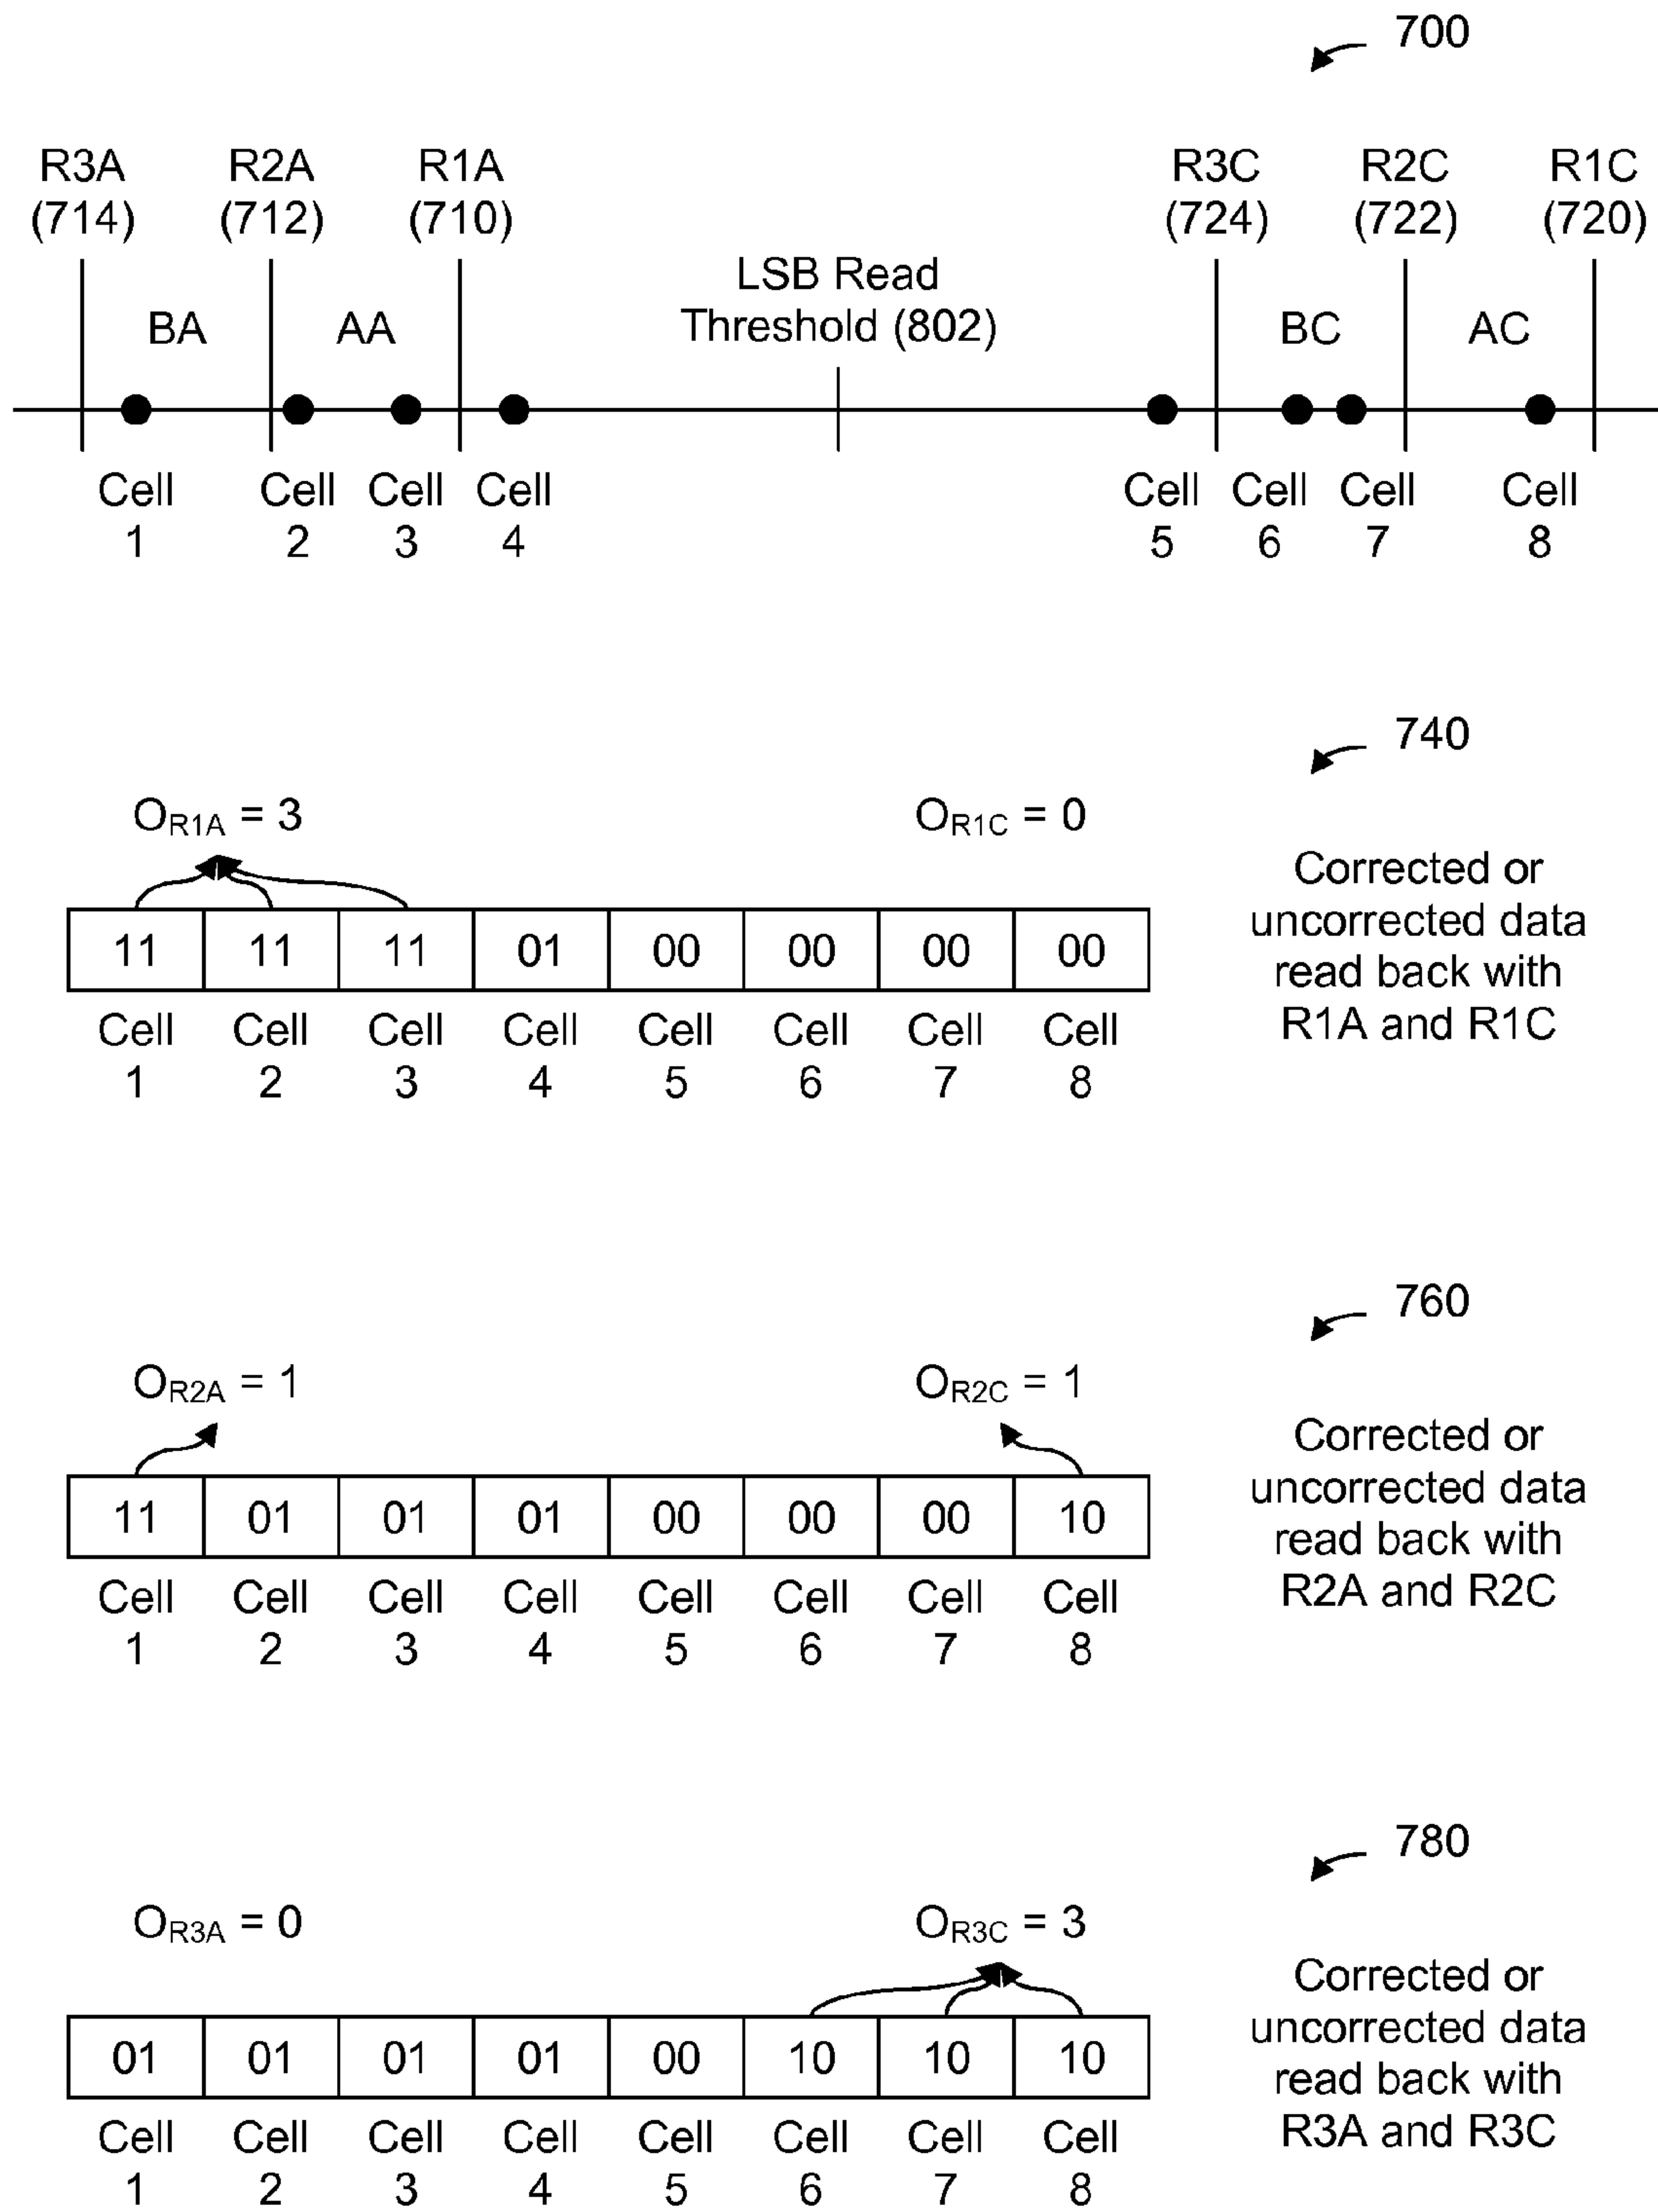 700
R3A R2A R1A R3C R2C R1C
(714) (712) (710) (724) (722) (720)
LSB Read
Threshold (802)
BA AA BC AC
Cell Cell Cell Cell Cell Cell Cell Cell
1 2 3 4 5 6 7 8
740
OR1A = 3 OR1C = 0
Corrected or
uncorrected data
read back with
R1A and R1C
11 11 11 01 00 00 00 00
Cell Cell Cell Cell Cell Cell Cell Cell
1 2 3 4 5 6 7 8
760
OR2A = 1 OR2C = 1
Corrected or
uncorrected data
read back with
R2A and R2C
11 01 01 01 00 00 00 10
Cell Cell Cell Cell Cell Cell Cell Cell
1 2 3 4 5 6 7 8
780
OR3A = 0 OR3C = 3
Corrected or
uncorrected data
read back with
R3A and R3C
01 01 01 01 00 10 10 10
Cell Cell Cell Cell Cell Cell Cell Cell
1 2 3 4 5 6 7 8